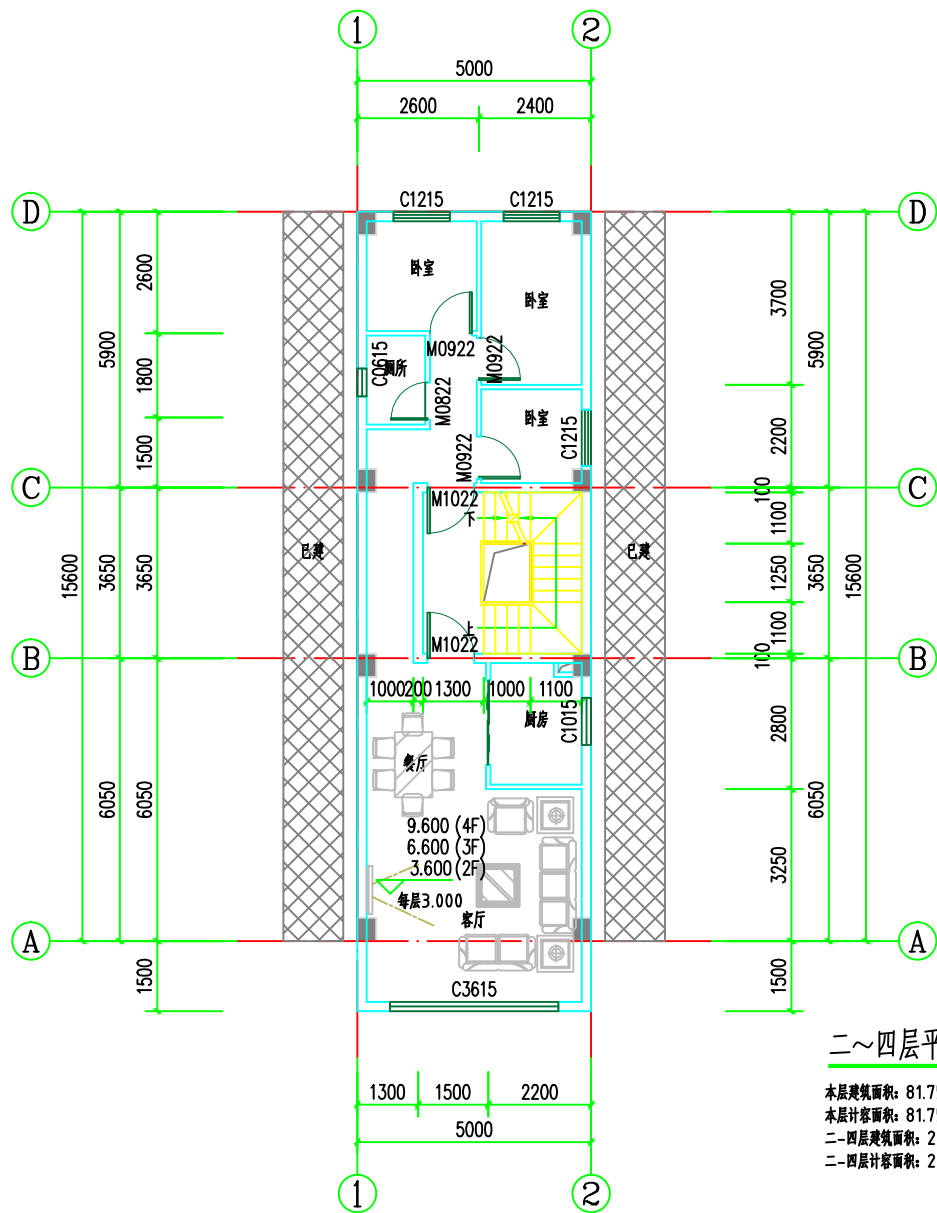 1
2
5000
2600
2400
C1215
C1215
D
D
2600
5900
卧室
卧室
3700
5900
M0922
M0922
C0615
厕所
1800
M0822
卧室
C1215
2200
1500
M0922
C
C
M1022
下
100
1100
已建
已建
15600
3650
3650
1250
3650
15600
上
M1022
1100
B
B
100
1000
200
1300
1000
1100
厨房
C1015
2800
餐厅
6050
6050
6050
9.600 (4F)
6.600 (3F)
3.600 (2F)
每层3.000
客厅
3250
A
A
1500
C3615
1500
二～四层平
本层建筑面积: 81.7
本层计容面积: 81.7
二-四层建筑面积: 2
二-四层计容面积: 2
1300
1500
2200
5000
1
2